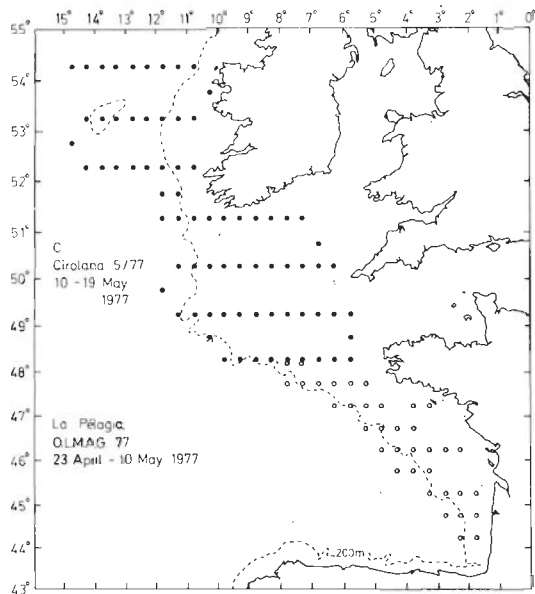 15° 14° 13° 12° 11° 10° 9° 8° 7° 6° 5° 4° 3° 2° 1° 0°
55°
54°
53°
52°
51°
50°
49°
48°
47°
46°
45°
44°
43°
C
Cirolana 5/77
10 - 19 May
1977
La Pélagia
O.L.M.A.G. 77
23 April - 10 May 1977
200m